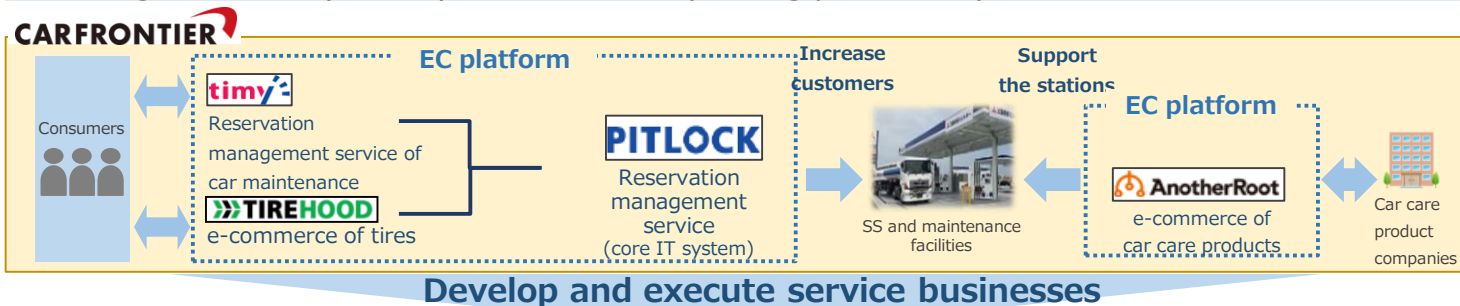 CARFRONTIER
EC platform
Increase
customers
Support
the stations
EC platform
Consumers
timy
Reservation
management service of
car maintenance
TIREHOOD
e-commerce of tires
PITLOCK
Reservation
management
service
(core IT system)
SS and maintenance
facilities
AnotherRoot
e-commerce of
car care products
Car care
product
companies
Develop and execute service businesses